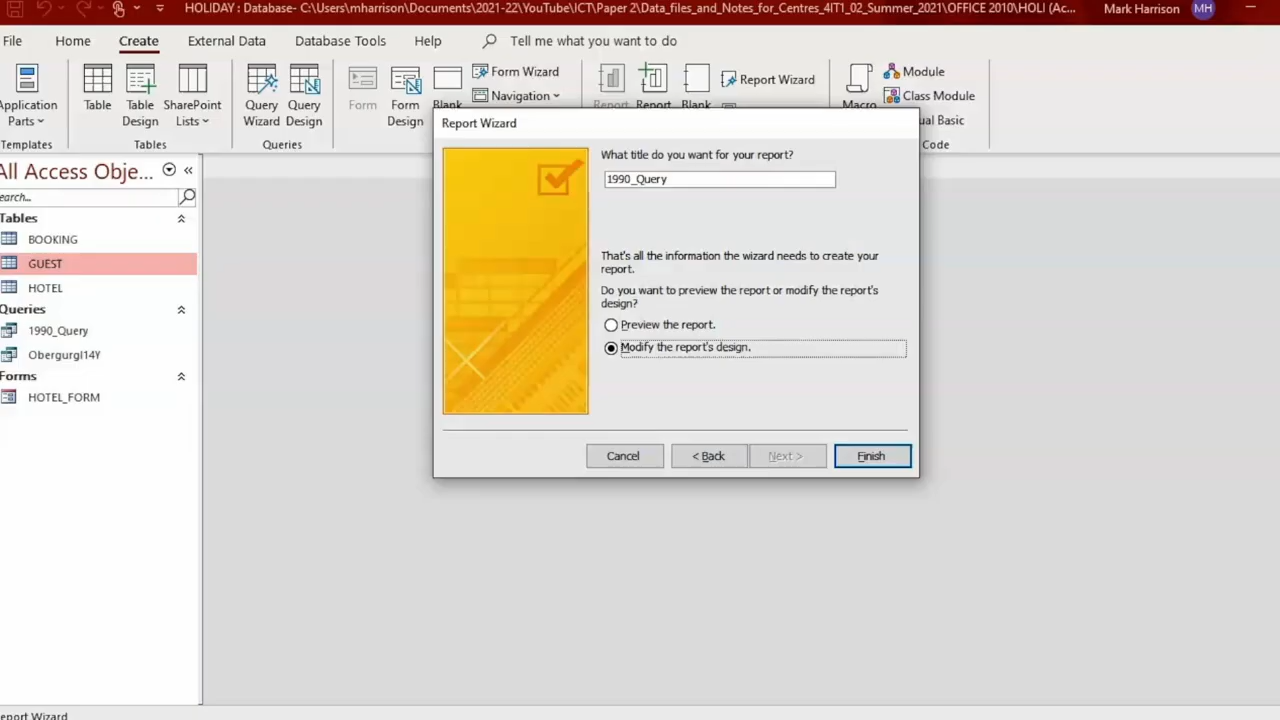 HOLIDAY : Database- C:\Users\mharrison\Documents\2021-22\YouTube\ICT\Paper 2\Data_files_and_Notes_for_Centres_4IT1_02_Summer_2021\OFFICE 2010\HOLI (Ac...
Mark Harrison
MH
File
Home
Create
External Data
Database Tools
Help
Tell me what you want to do
Application
Parts
Templates
Table
Table
Design
SharePoint
Lists
Tables
Query
Wizard
Query
Design
Queries
Form
Form
Design
Blank
Form Wizard
Navigation
Report
Report
Blank
Report Wizard
Macro
Module
Class Module
ual Basic
Code
All Access Obje...
earch...
Tables
BOOKING
GUEST
HOTEL
Queries
1990_Query
Obergurgl14Y
Forms
HOTEL_FORM
Report Wizard
What title do you want for your report?
1990_Query
That's all the information the wizard needs to create your
report.
Do you want to preview the report or modify the report's
design?
Preview the report.
Modify the report's design.
Cancel
< Back
Next >
Finish
eport Wizard